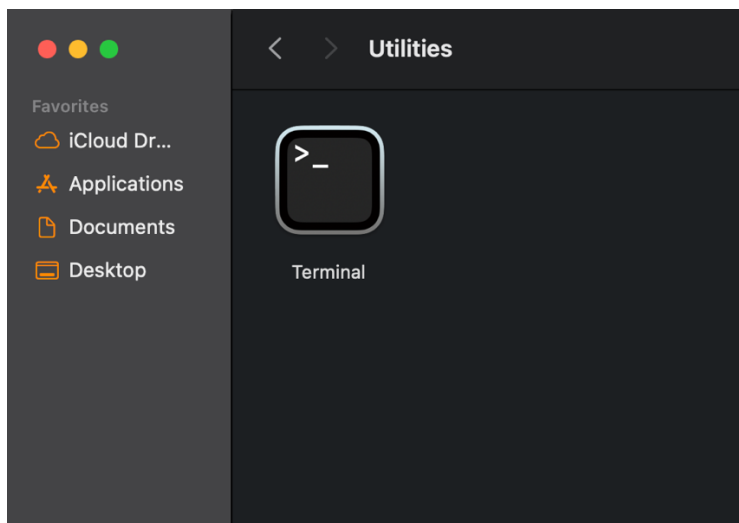 Utilities
Favorites
iCloud Dr...
Applications
Documents
Desktop
>_
Terminal